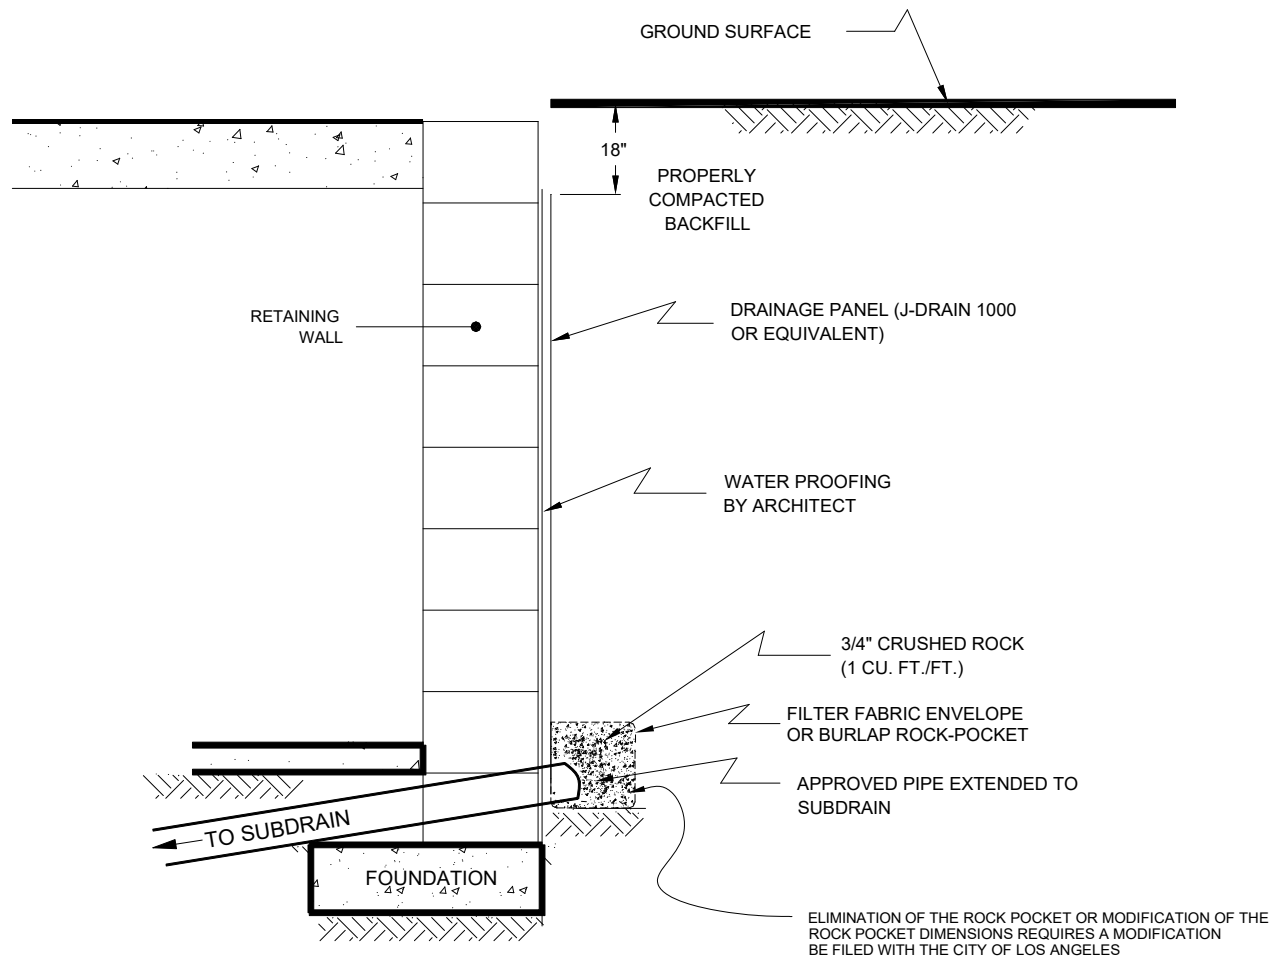 GROUND SURFACE
18"
PROPERLY
COMPACTED
BACKFILL
RETAINING
WALL
DRAINAGE PANEL (J-DRAIN 1000
OR EQUIVALENT)
WATER PROOFING
BY ARCHITECT
3/4" CRUSHED ROCK
(1 CU. FT./FT.)
FILTER FABRIC ENVELOPE
OR BURLAP ROCK-POCKET
APPROVED PIPE EXTENDED TO
SUBDRAIN
TO SUBDRAIN
FOUNDATION
ELIMINATION OF THE ROCK POCKET OR MODIFICATION OF THE
ROCK POCKET DIMENSIONS REQUIRES A MODIFICATION
BE FILED WITH THE CITY OF LOS ANGELES